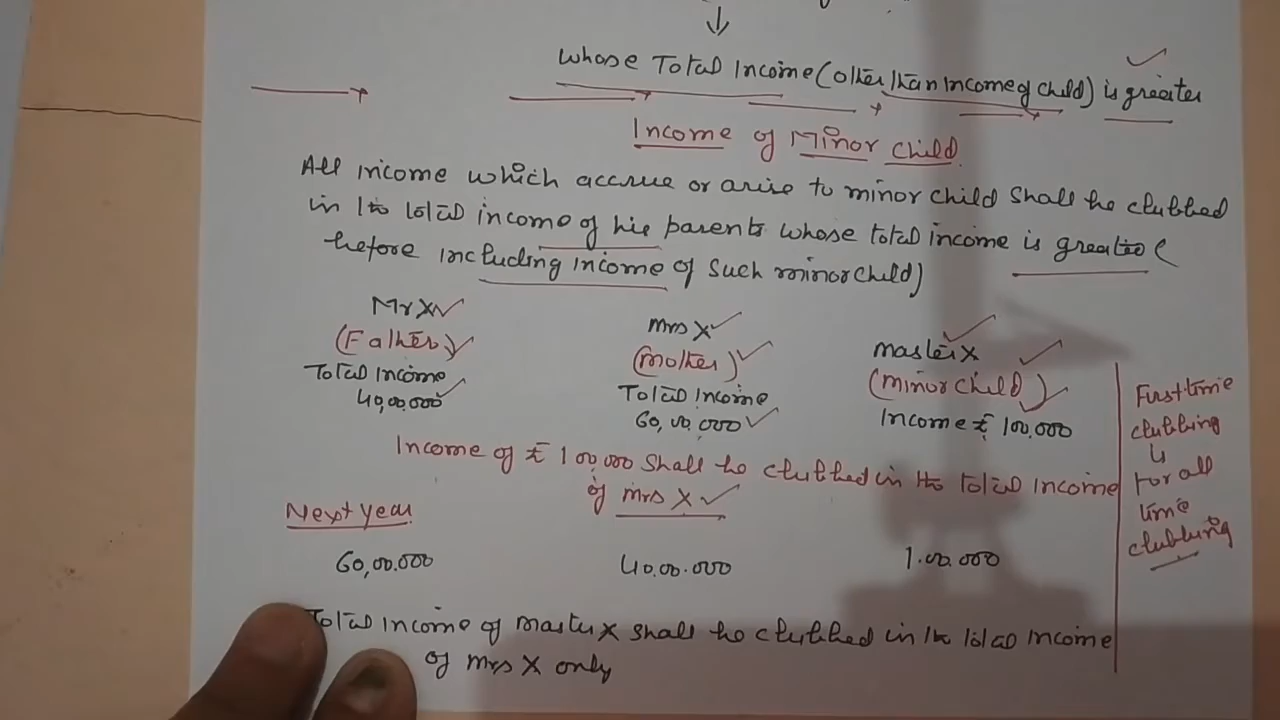 whose Total Income (other than Income of child) is greater
Income of Minor child
All income which accrue or arise to minor child shall be clubbed
in the total income of his parents whose total income is greater (
before including income of such minor child)
Mr X
(Father)
Total Income
40,00.000
Mrs X
(mother)
Total Income
60,00,000
master X
(minor child)
Income ₹ 100,000
Income of ₹ 100,000 shall be clubbed in the total income
of mrs X
Next year
60,00.000
40.00.000
1.00.000
Total income of master X shall be clubbed in the total income
of mrs X only
First time
clubbing
is
for all
time
clubbing